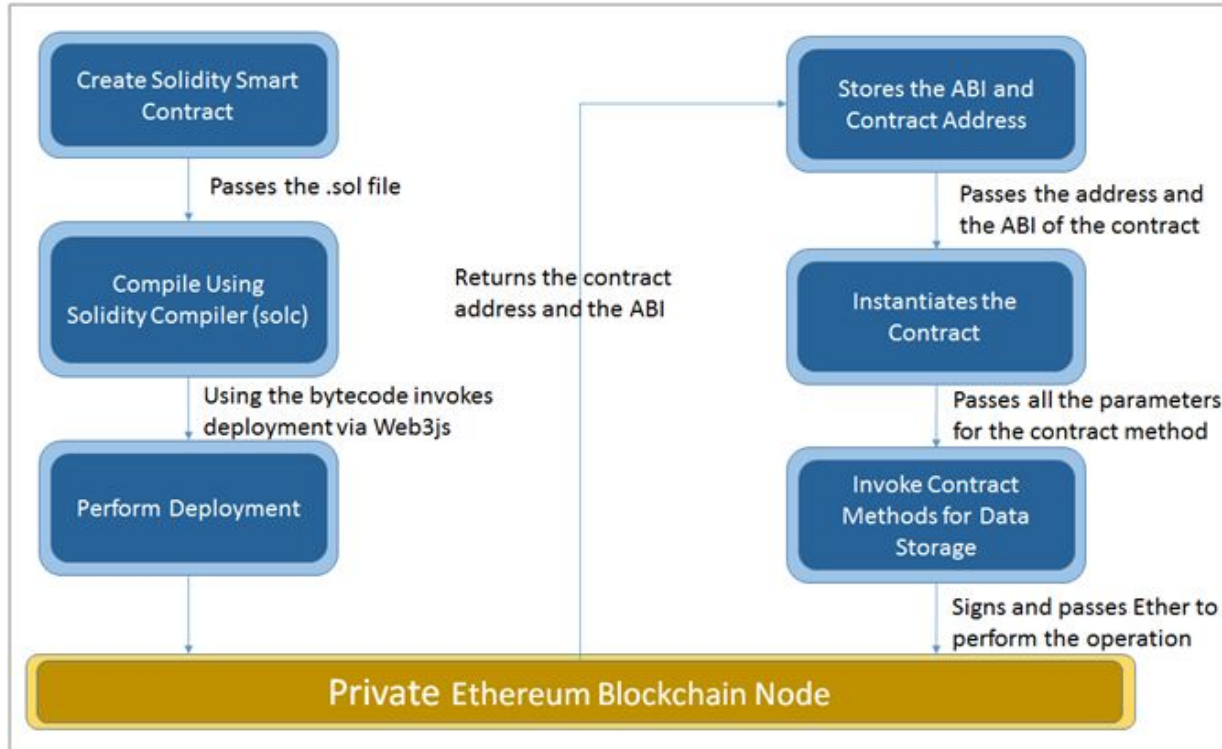 Create Solidity Smart
Contract
Passes the .sol file
Compile Using
Solidity Compiler (solc)
Using the bytecode invokes
deployment via Web3js
Perform Deployment
Returns the contract
address and the ABI
Stores the ABI and
Contract Address
Passes the address and
the ABI of the contract
Instantiates the
Contract
Passes all the parameters
for the contract method
Invoke Contract
Methods for Data
Storage
Signs and passes Ether to
perform the operation
Private Ethereum Blockchain Node